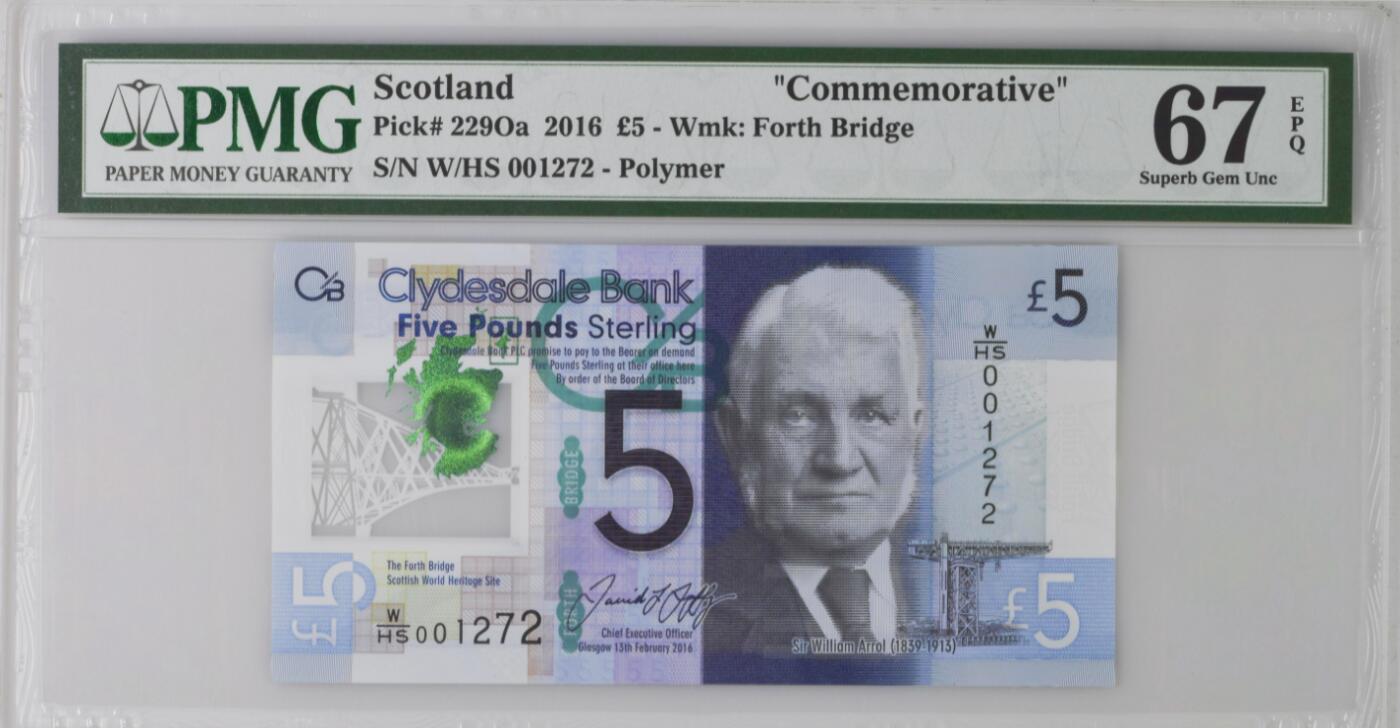 PMG
PAPER MONEY GUARANTY
Scotland "Commemorative"
Pick# 229Oa 2016 £5 - Wmk: Forth Bridge
S/N W/HS 001272 - Polymer
67
EPQ
Superb Gem Unc
CB
Clydesdale Bank
Five Pounds Sterling
Clydesdale Bank PLC promise to pay to the Bearer on demand
Five Pounds Sterling at their office here
By order of the Board of Directors
£5
W/HS 001272
5
BRIDGE
FORTH
The Forth Bridge
Scottish World Heritage Site
£5
W/HS 001272
Chief Executive Officer
Glasgow 13th February 2016
Sir William Arrol (1839-1913)
£5